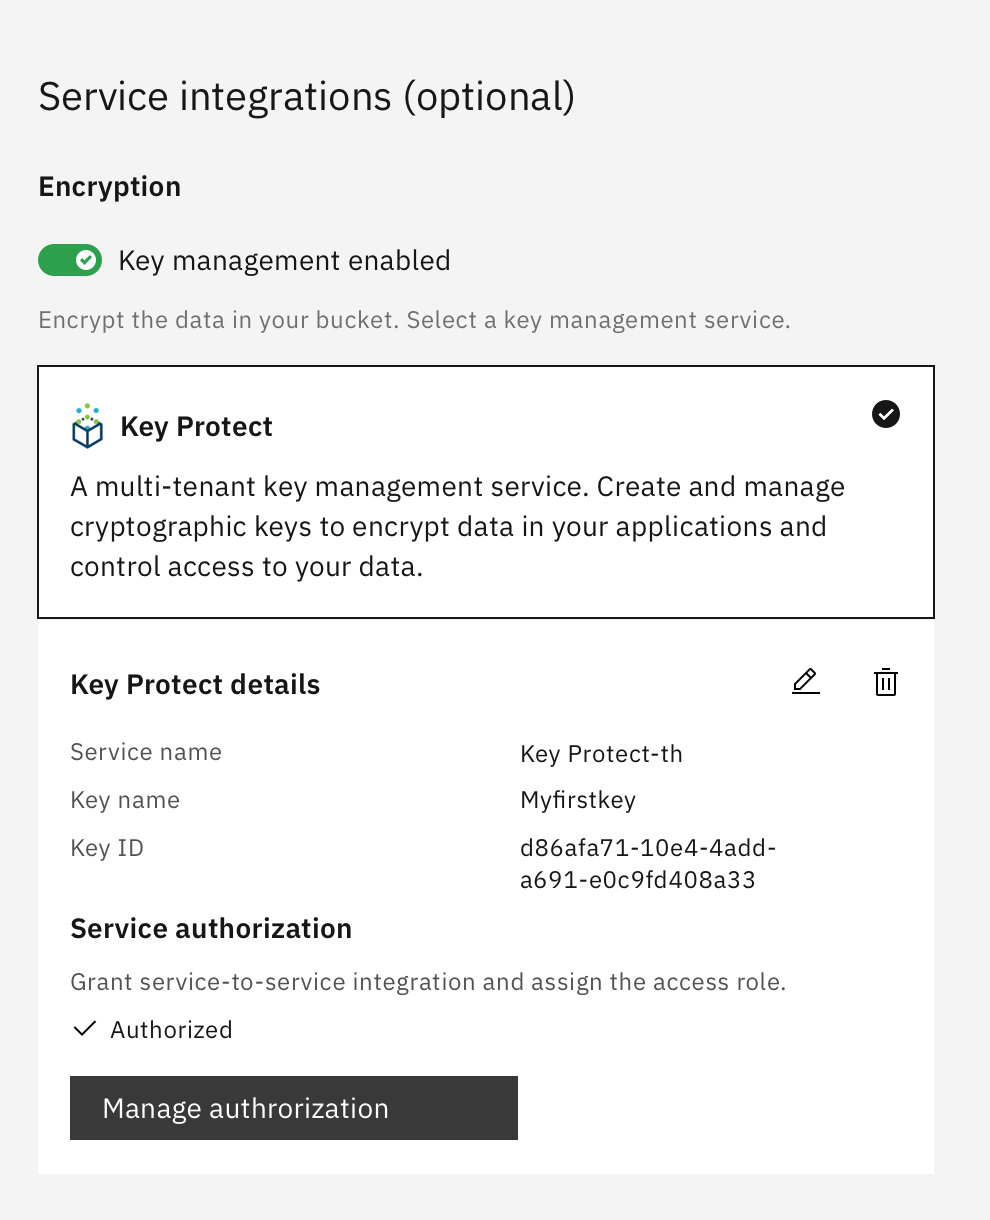 Service integrations (optional)
Encryption
Key management enabled
Encrypt the data in your bucket. Select a key management service.
Key Protect
A multi-tenant key management service. Create and manage
cryptographic keys to encrypt data in your applications and
control access to your data.
Key Protect details
Service name Key Protect-th
Key name Myfirstkey
Key ID d86afa71-10e4-4add-
a691-e0c9fd408a33
Service authorization
Grant service-to-service integration and assign the access role.
Authorized
Manage authrorization